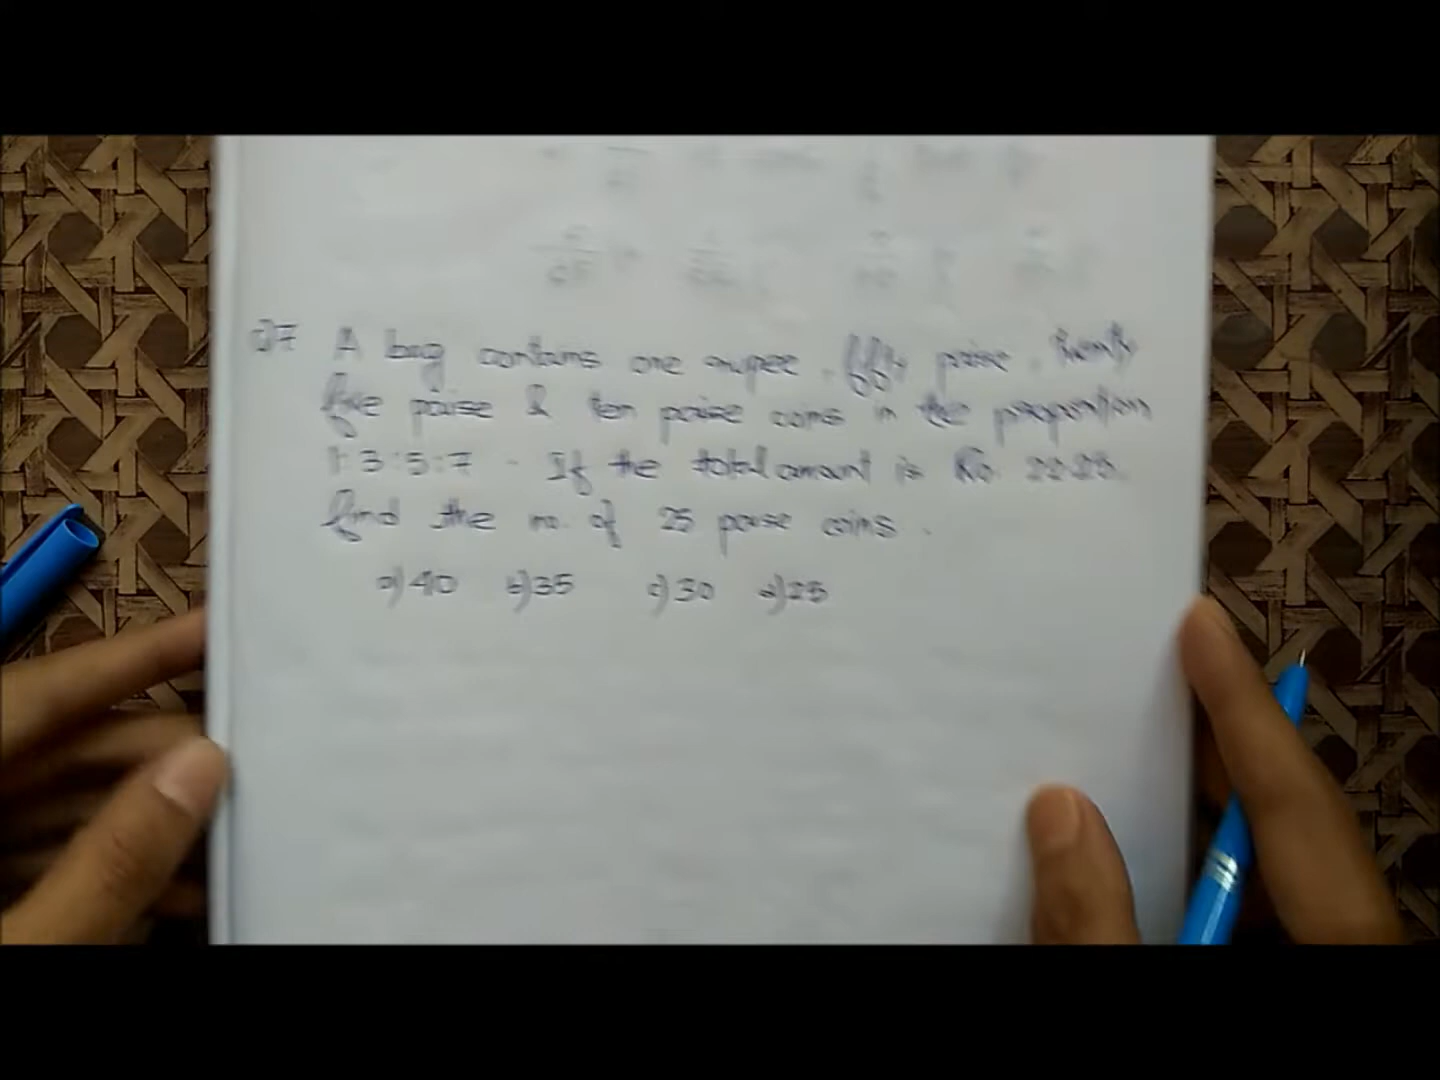 Q7 A bag contains one rupee, fifty paise, twenty
five paise & ten paise coins in the proportion
1:3:5:7. If the total amount is Rs. 22.25,
find the no. of 25 paise coins.
a) 40 b) 35 c) 30 d) 25